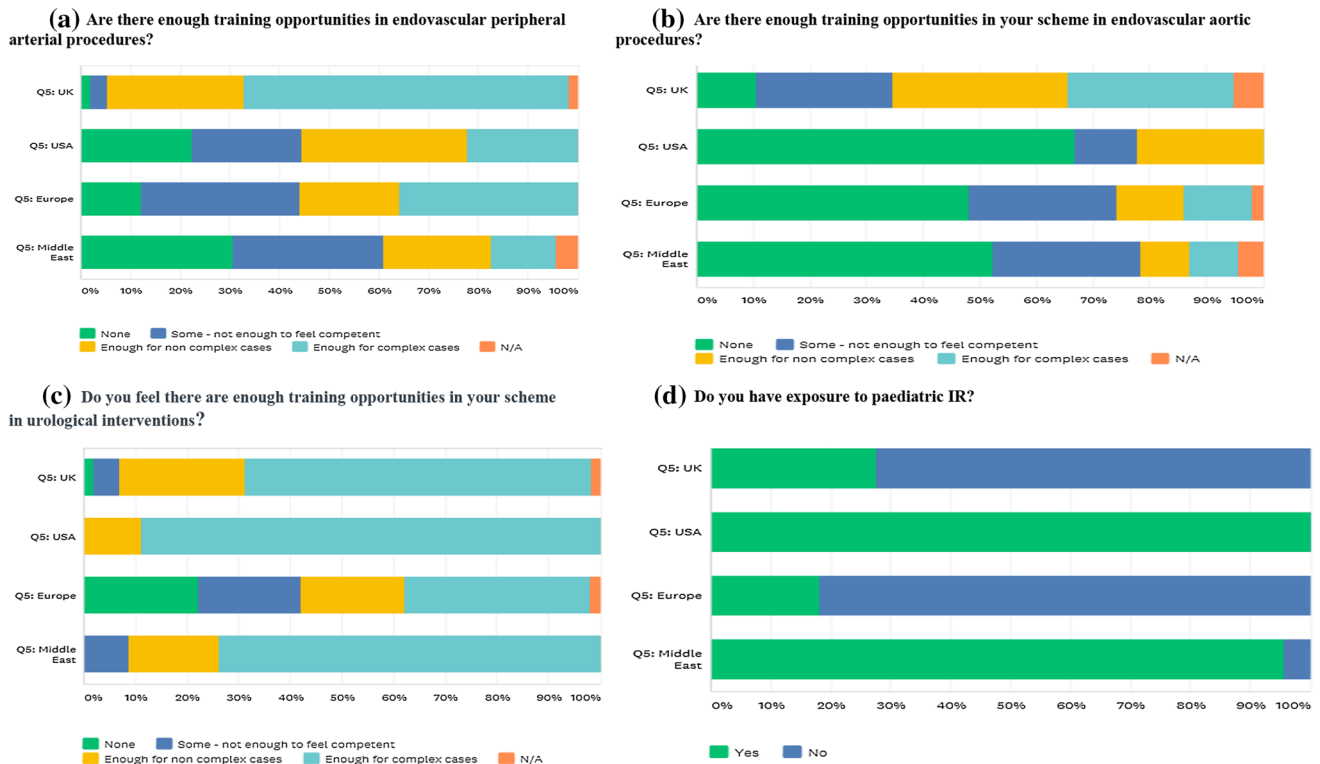 (a) Are there enough training opportunities in endovascular peripheral
arterial procedures?
Q5: UK
Q5: USA
Q5: Europe
Q5: Middle
East
0% 10% 20% 30% 40% 50% 60% 70% 80% 90% 100%
None Some - not enough to feel competent
Enough for non complex cases Enough for complex cases N/A
(b) Are there enough training opportunities in your scheme in endovascular aortic
procedures?
Q5: UK
Q5: USA
Q5: Europe
Q5: Middle
East
0% 10% 20% 30% 40% 50% 60% 70% 80% 90% 100%
None Some - not enough to feel competent
Enough for non complex cases Enough for complex cases N/A
(c) Do you feel there are enough training opportunities in your scheme
in urological interventions?
Q5: UK
Q5: USA
Q5: Europe
Q5: Middle
East
0% 10% 20% 30% 40% 50% 60% 70% 80% 90% 100%
None Some - not enough to feel competent
Enough for non complex cases Enough for complex cases N/A
(d) Do you have exposure to paediatric IR?
Q5: UK
Q5: USA
Q5: Europe
Q5: Middle
East
0% 10% 20% 30% 40% 50% 60% 70% 80% 90% 100%
Yes No